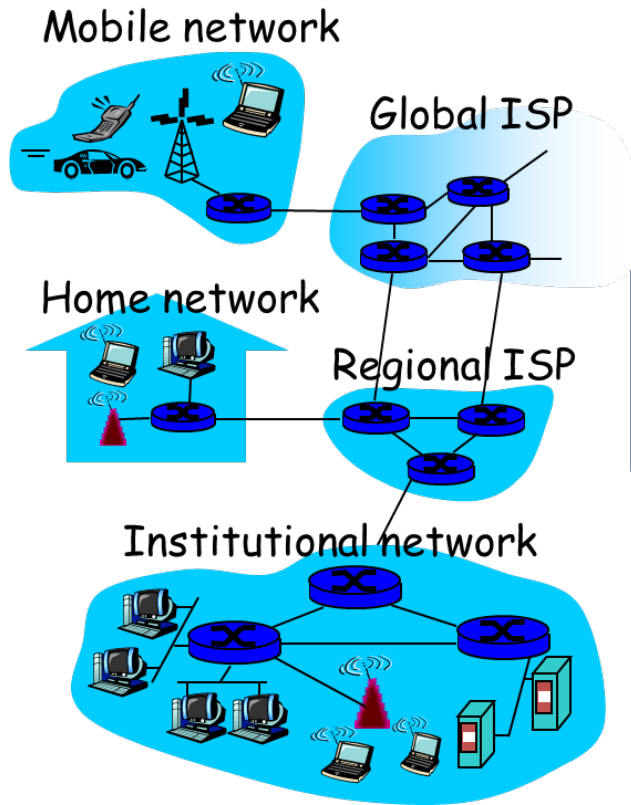 Mobile network
Global ISP
Home network
Regional ISP
Institutional network